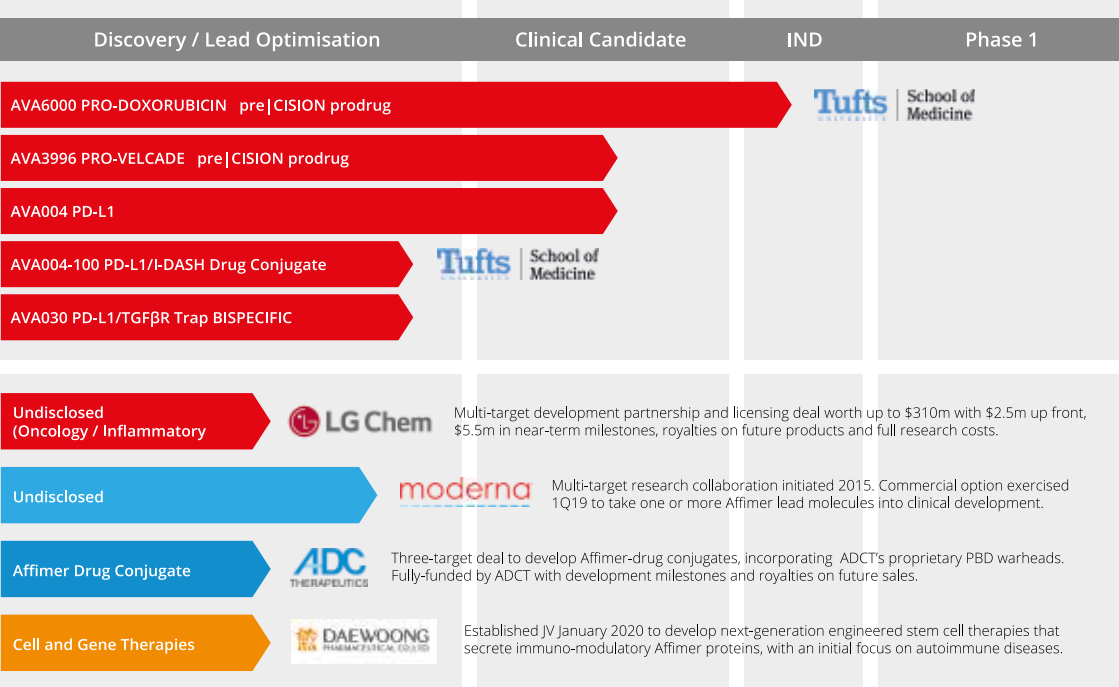 Discovery / Lead Optimisation Clinical Candidate IND Phase 1
AVA6000 PRO-DOXORUBICIN pre|CISION prodrug
Tufts UNIVERSITY School of
Medicine
AVA3996 PRO-VELCADE pre|CISION prodrug
AVA004 PD-L1
AVA004-100 PD-L1/I-DASH Drug Conjugate
Tufts UNIVERSITY School of
Medicine
AVA030 PD-L1/TGFβR Trap BISPECIFIC
Undisclosed
(Oncology / Inflammatory
LG Chem
Multi-target development partnership and licensing deal worth up to $310m with $2.5m up front,
$5.5m in near-term milestones, royalties on future products and full research costs.
Undisclosed
moderna
Multi-target research collaboration initiated 2015. Commercial option exercised
1Q19 to take one or more Affimer lead molecules into clinical development.
Affimer Drug Conjugate
ADC
THERAPEUTICS
Three-target deal to develop Affimer-drug conjugates, incorporating ADCT's proprietary PBD warheads.
Fully-funded by ADCT with development milestones and royalties on future sales.
Cell and Gene Therapies
DAEWOONG
PHARMACEUTICAL CO.,LTD
Established JV January 2020 to develop next-generation engineered stem cell therapies that
secrete immuno-modulatory Affimer proteins, with an initial focus on autoimmune diseases.